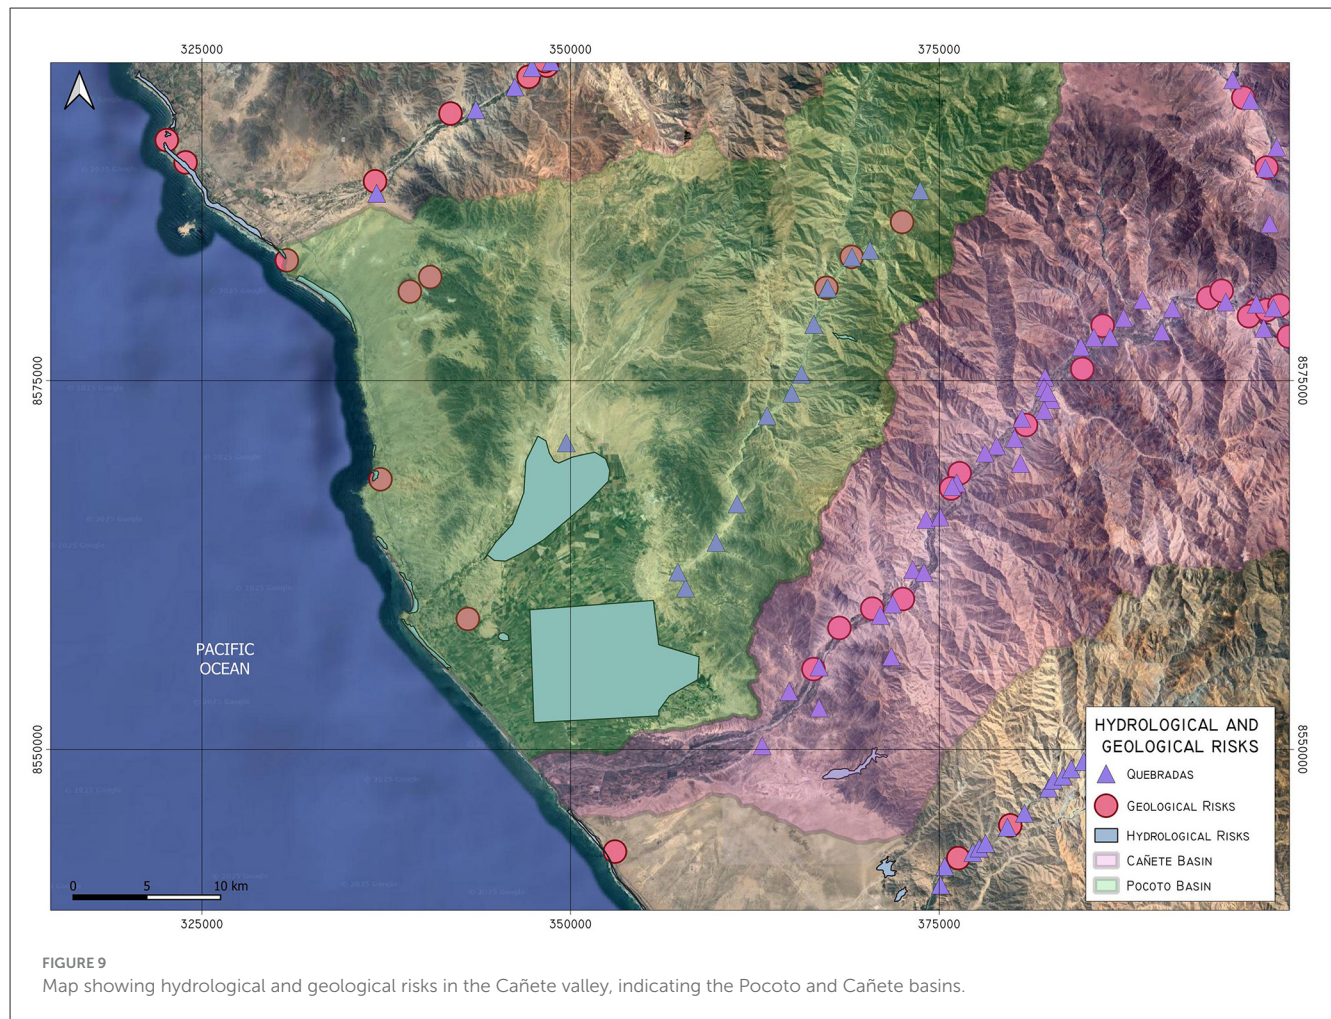 325000
350000
375000
8575000
8575000
PACIFIC
OCEAN
8550000
8550000
HYDROLOGICAL AND
GEOLOGICAL RISKS
QUEBRADAS
GEOLOGICAL RISKS
HYDROLOGICAL RISKS
CAÑETE BASIN
POCOTO BASIN
0 5 10 km
325000
350000
375000
FIGURE 9
Map showing hydrological and geological risks in the Cañete valley, indicating the Pocoto and Cañete basins.